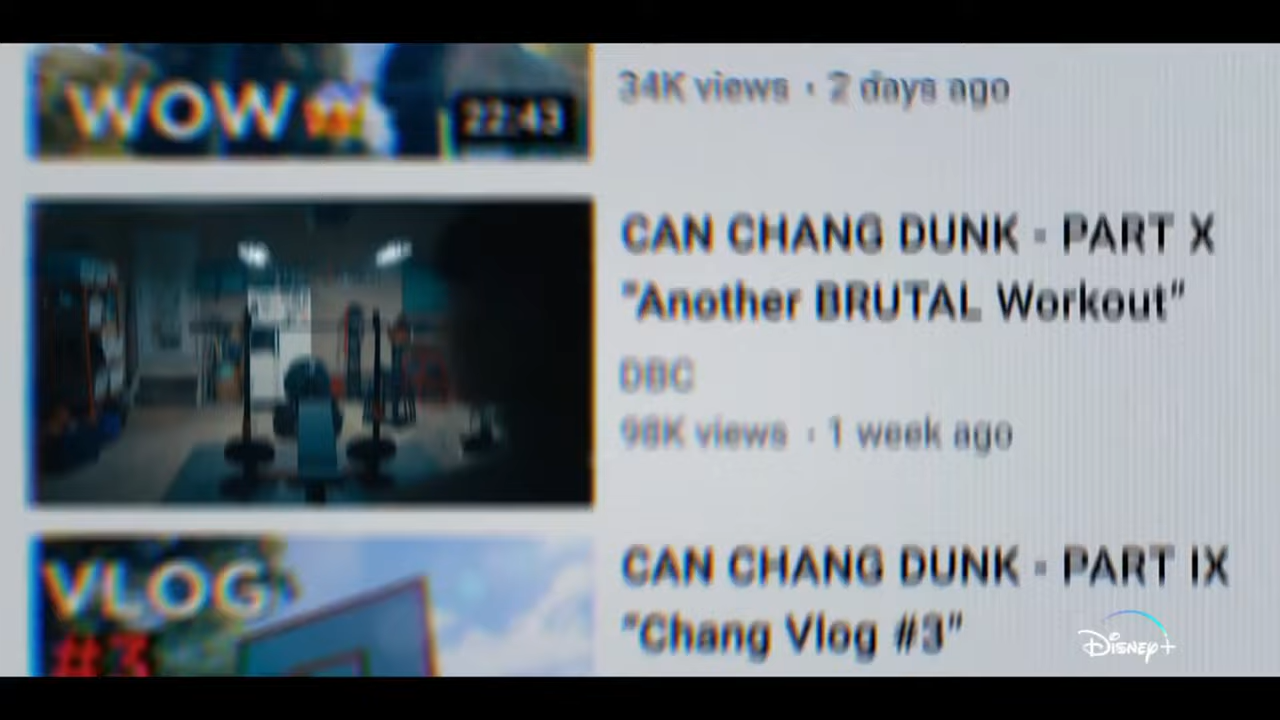 WOW
22:43
34K views • 2 days ago
CAN CHANG DUNK - PART X
"Another BRUTAL Workout"
DBC
98K views • 1 week ago
VLOG
#3
CAN CHANG DUNK - PART IX
"Chang Vlog #3"
Disney+